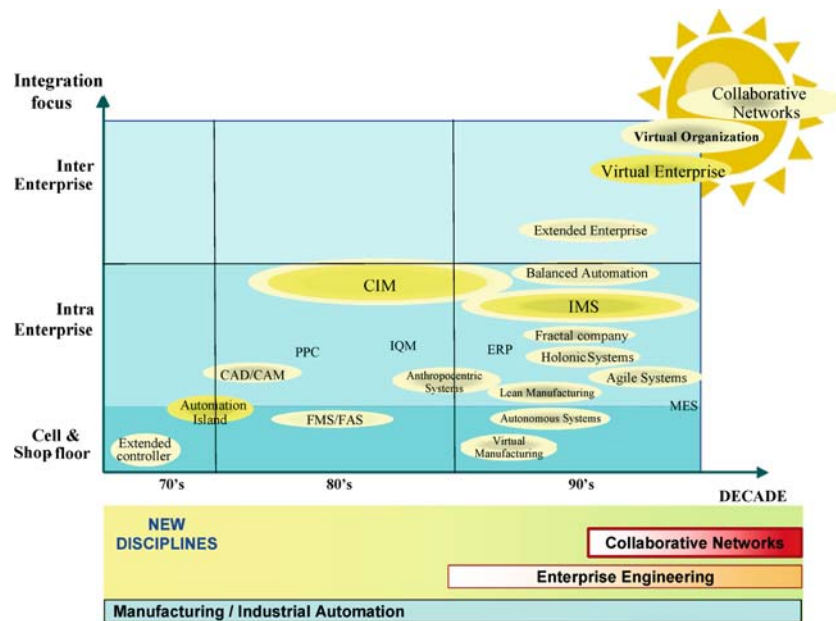 Integration
focus
Collaborative
Networks
Virtual Organization
Inter
Enterprise
Virtual Enterprise
Extended Enterprise
Balanced Automation
CIM
IMS
Intra
Enterprise
Fractal company
PPC
IQM
ERP
Holonic Systems
CAD/CAM
Anthropocentric
Systems
Agile Systems
Lean Manufacturing
Automation
Island
FMS/FAS
Autonomous Systems
MES
Cell &
Shop-floor
Extended
controller
Virtual
Manufacturing
70's
80's
90's
DECADE
NEW
DISCIPLINES
Collaborative Networks
Enterprise Engineering
Manufacturing / Industrial Automation